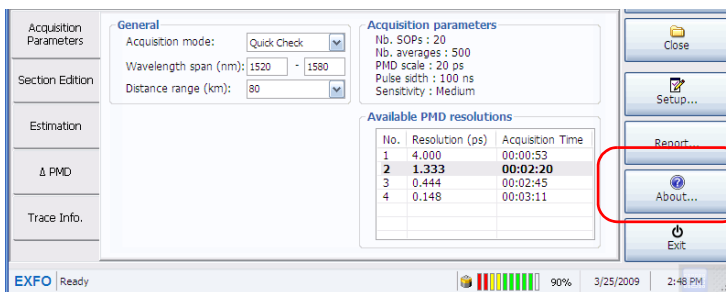 Acquisition
Parameters
Section Edition
Estimation
Δ PMD
Trace Info.
General
Acquisition mode: Quick Check
Wavelength span (nm): 1520 - 1580
Distance range (km): 80
Acquisition parameters
Nb. SOPs : 20
Nb. averages : 500
PMD scale : 20 ps
Pulse sidth : 100 ns
Sensitivity : Medium
Available PMD resolutions
No. Resolution (ps) Acquisition Time
1 4.000 00:00:53
2 1.333 00:02:20
3 0.444 00:02:45
4 0.148 00:03:11
Close
Setup...
Report...
About...
Exit
EXFO Ready 90% 3/25/2009 2:48 PM